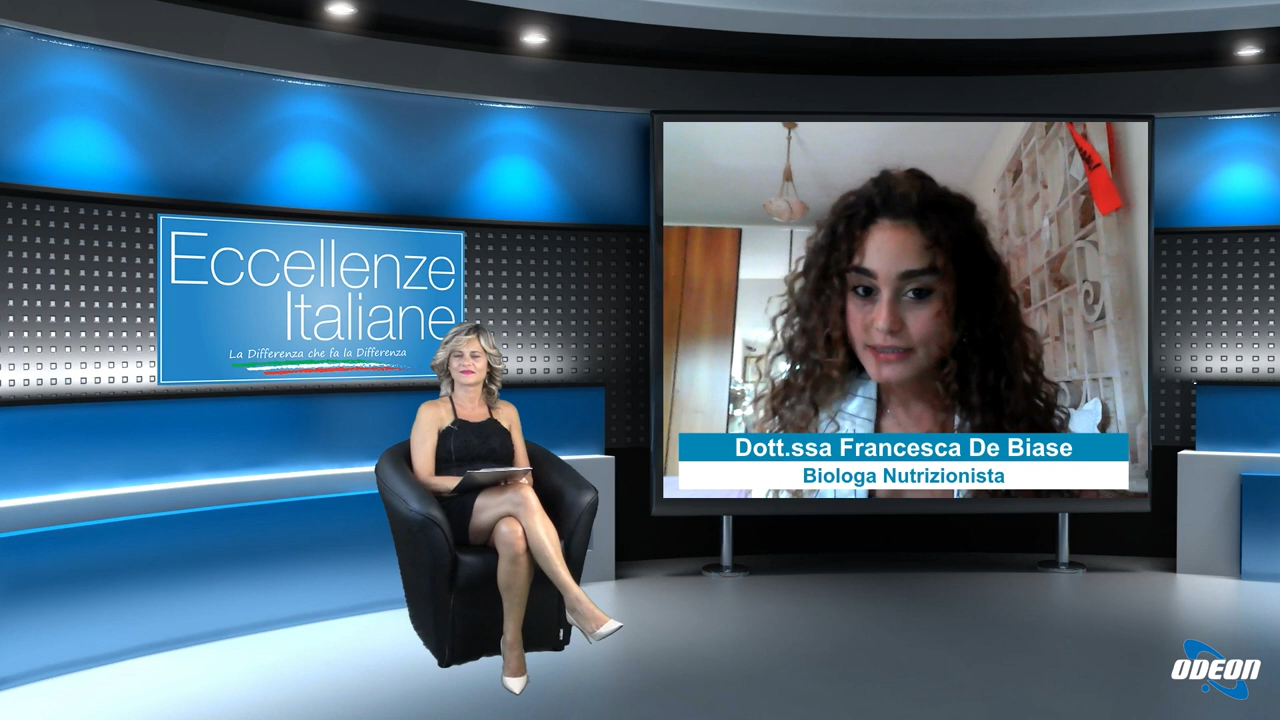 Eccellenze
Italiane
La Differenza che fa la Differenza
Dott.ssa Francesca De Biase
Biologa Nutrizionista
ODEON